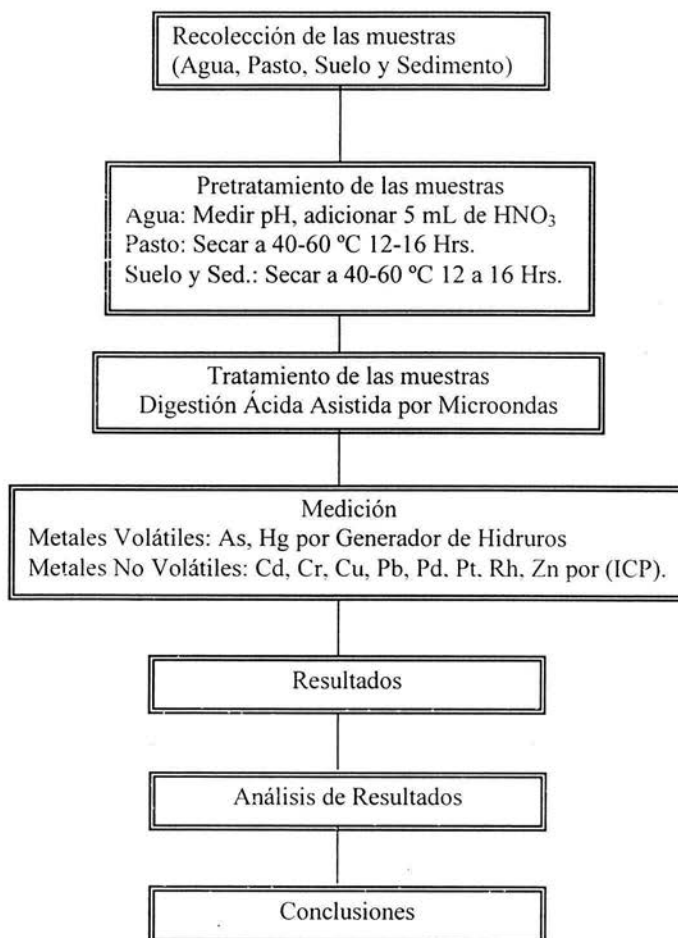 Recolección de las muestras
(Agua, Pasto, Suelo y Sedimento)
Pretratamiento de las muestras
Agua: Medir pH, adicionar 5 mL de HNO₃
Pasto: Secar a 40-60 ºC 12-16 Hrs.
Suelo y Sed.: Secar a 40-60 ºC 12 a 16 Hrs.
Tratamiento de las muestras
Digestión Ácida Asistida por Microondas
Medición
Metales Volátiles: As, Hg por Generador de Hidruros
Metales No Volátiles: Cd, Cr, Cu, Pb, Pd, Pt, Rh, Zn por (ICP).
Resultados
Análisis de Resultados
Conclusiones